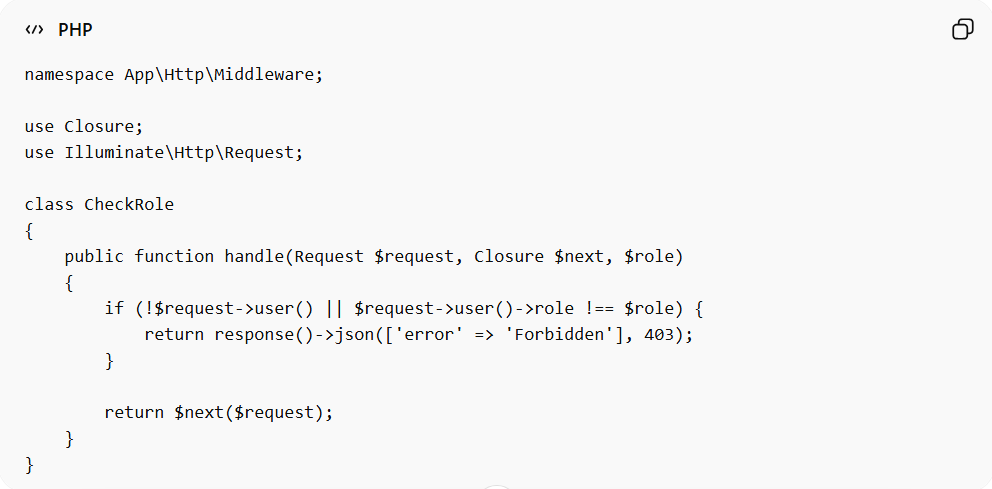 </> PHP
namespace App\Http\Middleware;
use Closure;
use Illuminate\Http\Request;
class CheckRole
{
    public function handle(Request $request, Closure $next, $role)
    {
        if (!$request->user() || $request->user()->role !== $role) {
            return response()->json(['error' => 'Forbidden'], 403);
        }
        return $next($request);
    }
}